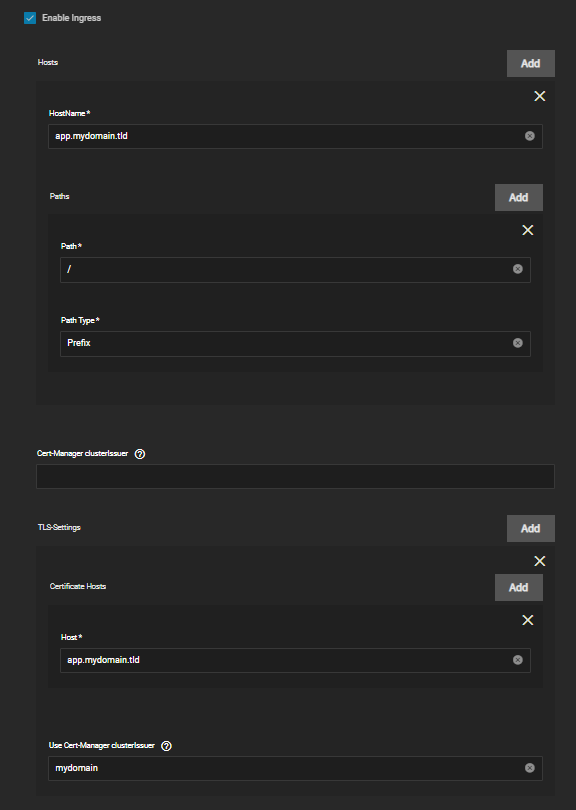 Enable Ingress
Hosts
Add
HostName *
app.mydomain.tld
Paths
Add
Path *
/
Path Type *
Prefix
Cert-Manager clusterIssuer
TLS-Settings
Add
Certificate Hosts
Add
Host *
app.mydomain.tld
Use Cert-Manager clusterIssuer
mydomain